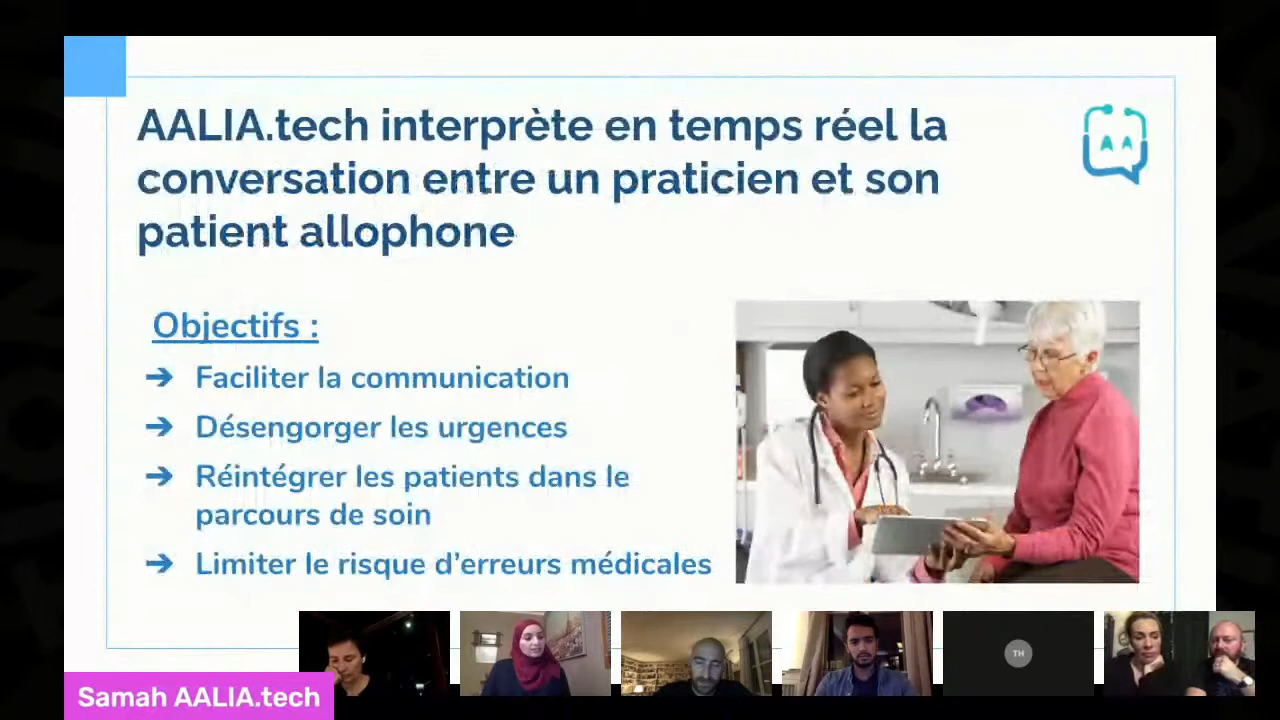 AALIA.tech interprète en temps réel la
conversation entre un praticien et son
patient allophone
AA
Objectifs :
➔ Faciliter la communication
➔ Désengorger les urgences
➔ Réintégrer les patients dans le
parcours de soin
➔ Limiter le risque d'erreurs médicales
TH
Samah AALIA.tech